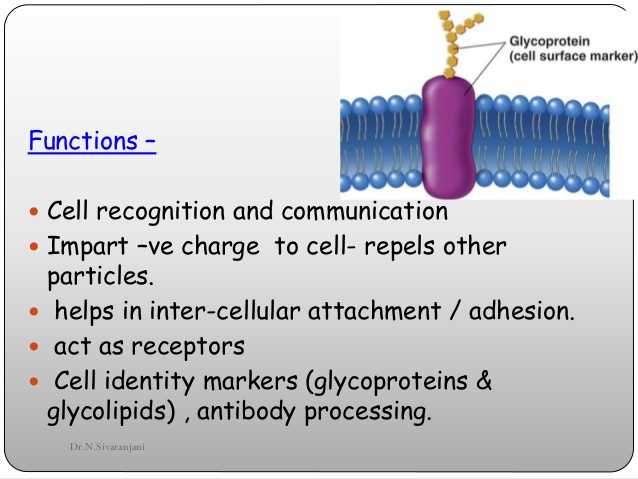 Glycoprotein
(cell surface marker)
Functions –
• Cell recognition and communication
• Impart –ve charge to cell- repels other
particles.
• helps in inter-cellular attachment / adhesion.
• act as receptors
• Cell identity markers (glycoproteins &
glycolipids) , antibody processing.
Dr.N.Sivaranjani